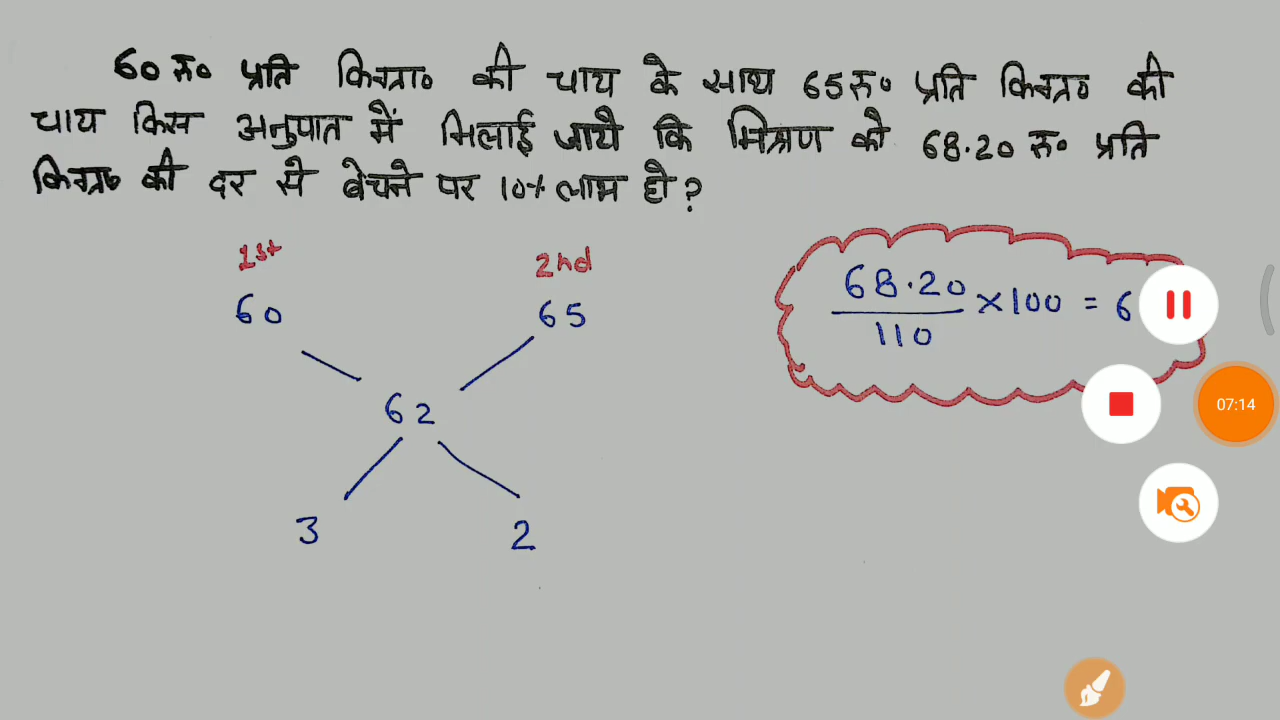 60 रु० प्रति किग्रा० की चाय के साथ 65 रु० प्रति किग्रा० की
चाय किस अनुपात में मिलाई जाये कि मिश्रण को 68.20 रु० प्रति
किग्रा० की दर से बेचने पर 10% लाभ हो?
1st 2nd
60 65
68.20
110
×100 = 6
62
3 2
07:14